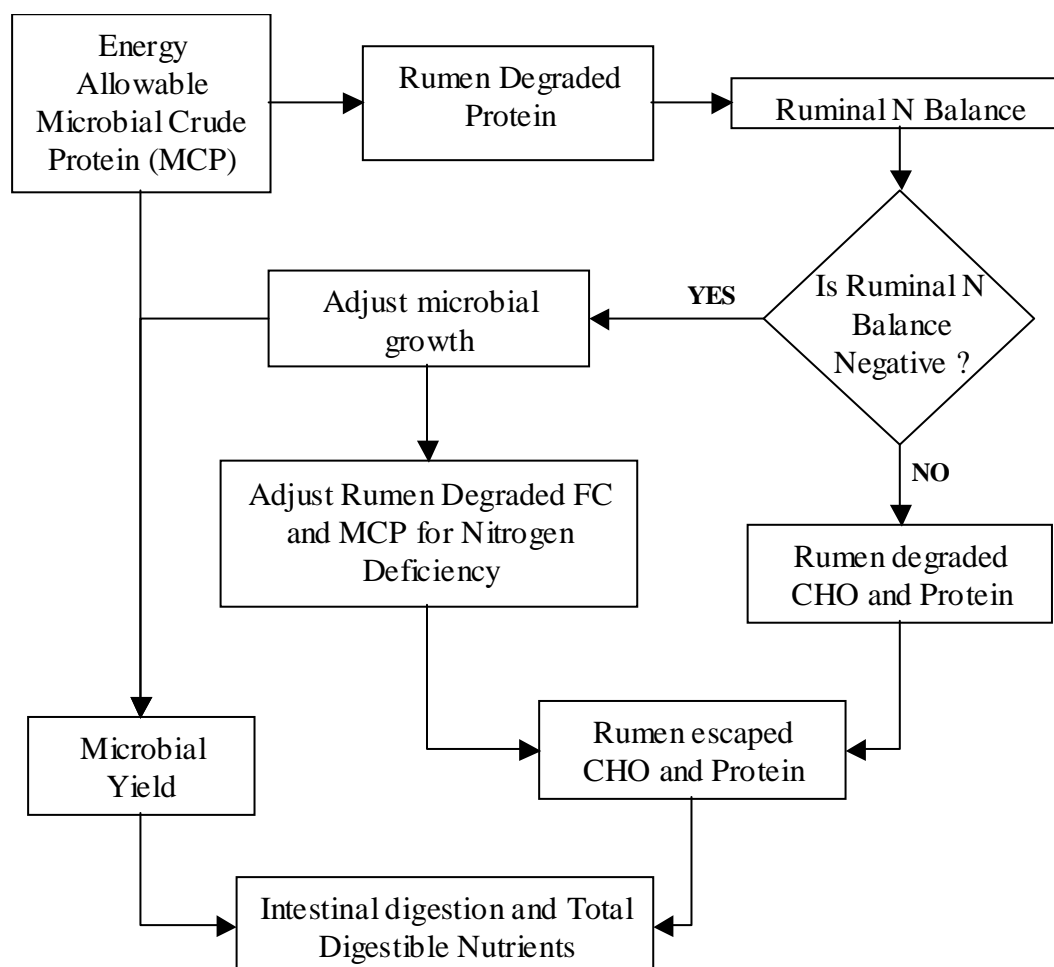 Energy
Allowable
Microbial Crude
Protein (MCP)
Rumen Degraded
Protein
Ruminal N Balance
Is Ruminal N
Balance
Negative ?
YES
Adjust microbial
growth
NO
Adjust Rumen Degraded FC
and MCP for Nitrogen
Deficiency
Rumen degraded
CHO and Protein
Microbial
Yield
Rumen escaped
CHO and Protein
Intestinal digestion and Total
Digestible Nutrients